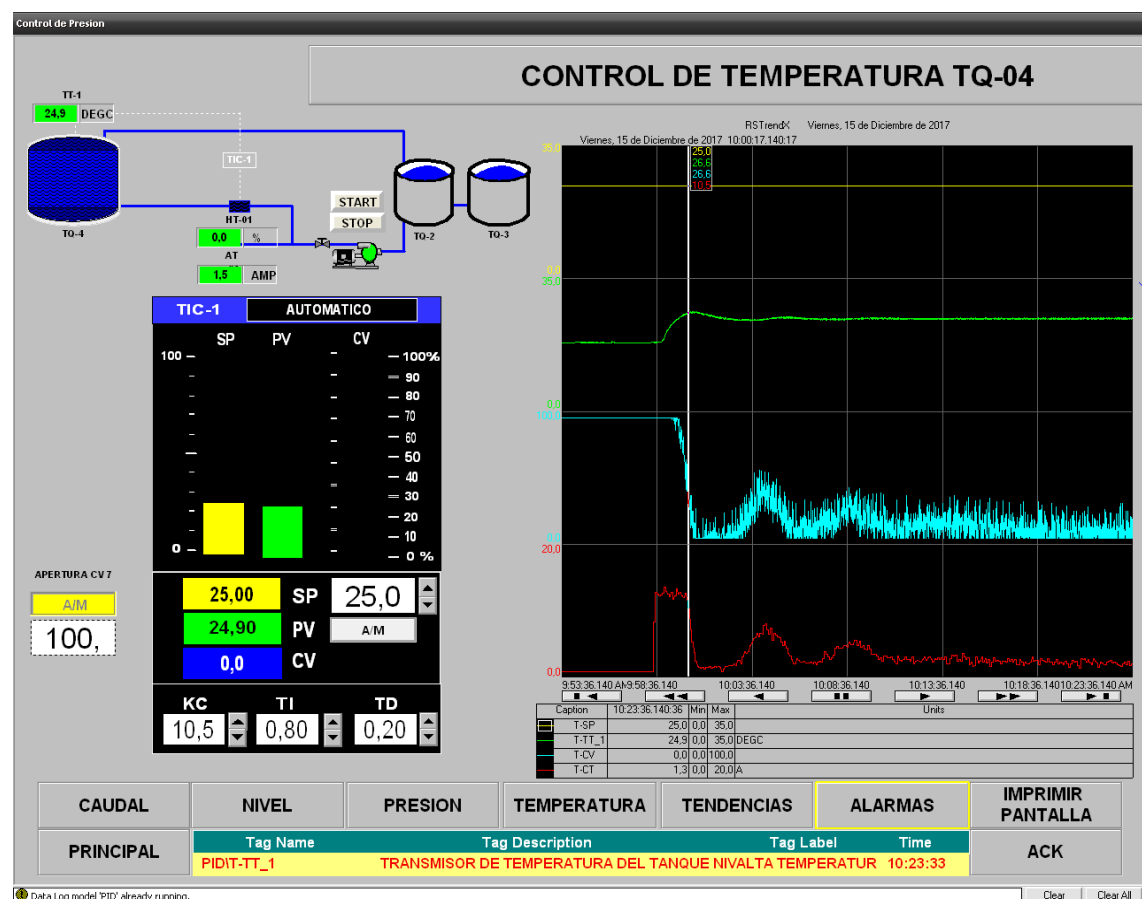 Control de Presion
CONTROL DE TEMPERATURA TQ-04
TT-1
24,9 DEGC
TIC-1
TQ-4
HT-01
0,0 %
AT
1,5 AMP
START
STOP
TQ-2
TQ-3
RSTrendX Viernes, 15 de Diciembre de 2017
Viernes, 15 de Diciembre de 2017 10:00:17.140:17
35,0
25,0
26,6
26,6
10,5
0,0
35,0
0,0
100,0
0,0
20,0
0,0
9:53:36.140 AM 9:58:36.140 10:03:36.140 10:08:36.140 10:13:36.140 10:18:36.140 10:23:36.140 AM
TIC-1 AUTOMATICO
SP PV CV
100
0
100%
90
80
70
60
50
40
30
20
10
0 %
APERTURA CV7
A/M
100,
25,00 SP 25,0
24,90 PV A/M
0,0 CV
KC TI TD
10,5 0,80 0,20
Caption 10:23:36.140:36 Min Max Units
T-SP 25,0 0,0 35,0
T-TT_1 24,9 0,0 35,0 DEGC
T-CV 0,0 0,0 100,0
T-CT 1,3 0,0 20,0 A
CAUDAL NIVEL PRESION TEMPERATURA TENDENCIAS ALARMAS IMPRIMIR PANTALLA
PRINCIPAL
Tag Name Tag Description Tag Label Time
PID\T-TT_1 TRANSMISOR DE TEMPERATURA DEL TANQUE NIVALTA TEMPERATUR 10:23:33
ACK
Data Log model 'PID' already running. Clear Clear All